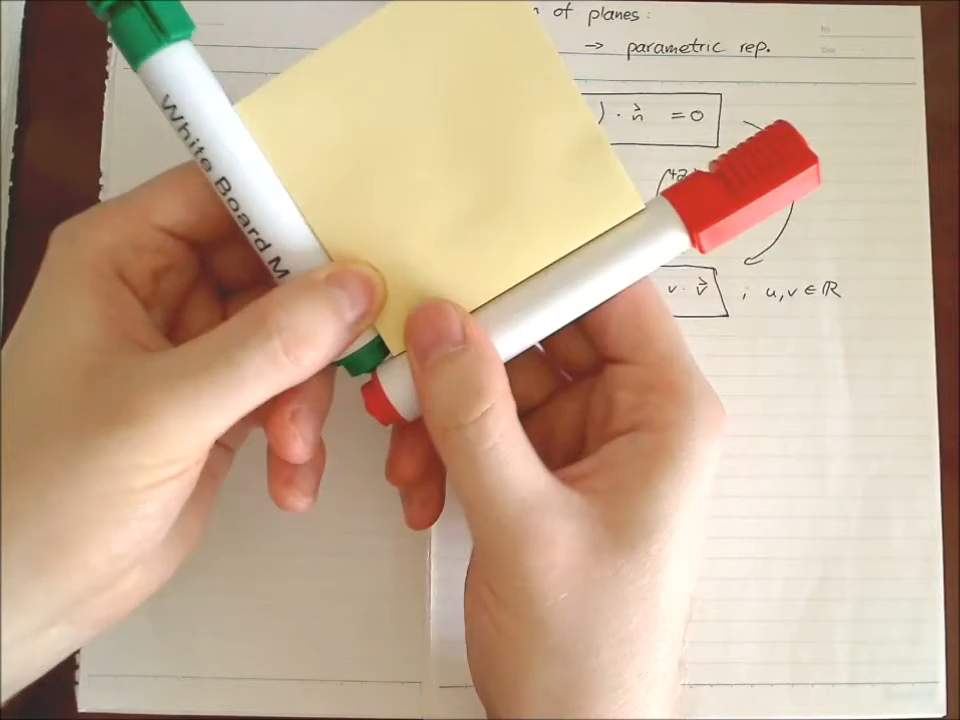 of planes:
→ parametric rep.
) · n⃗ = 0
v · v⃗ ; u, v ∈ ℝ
White Board M